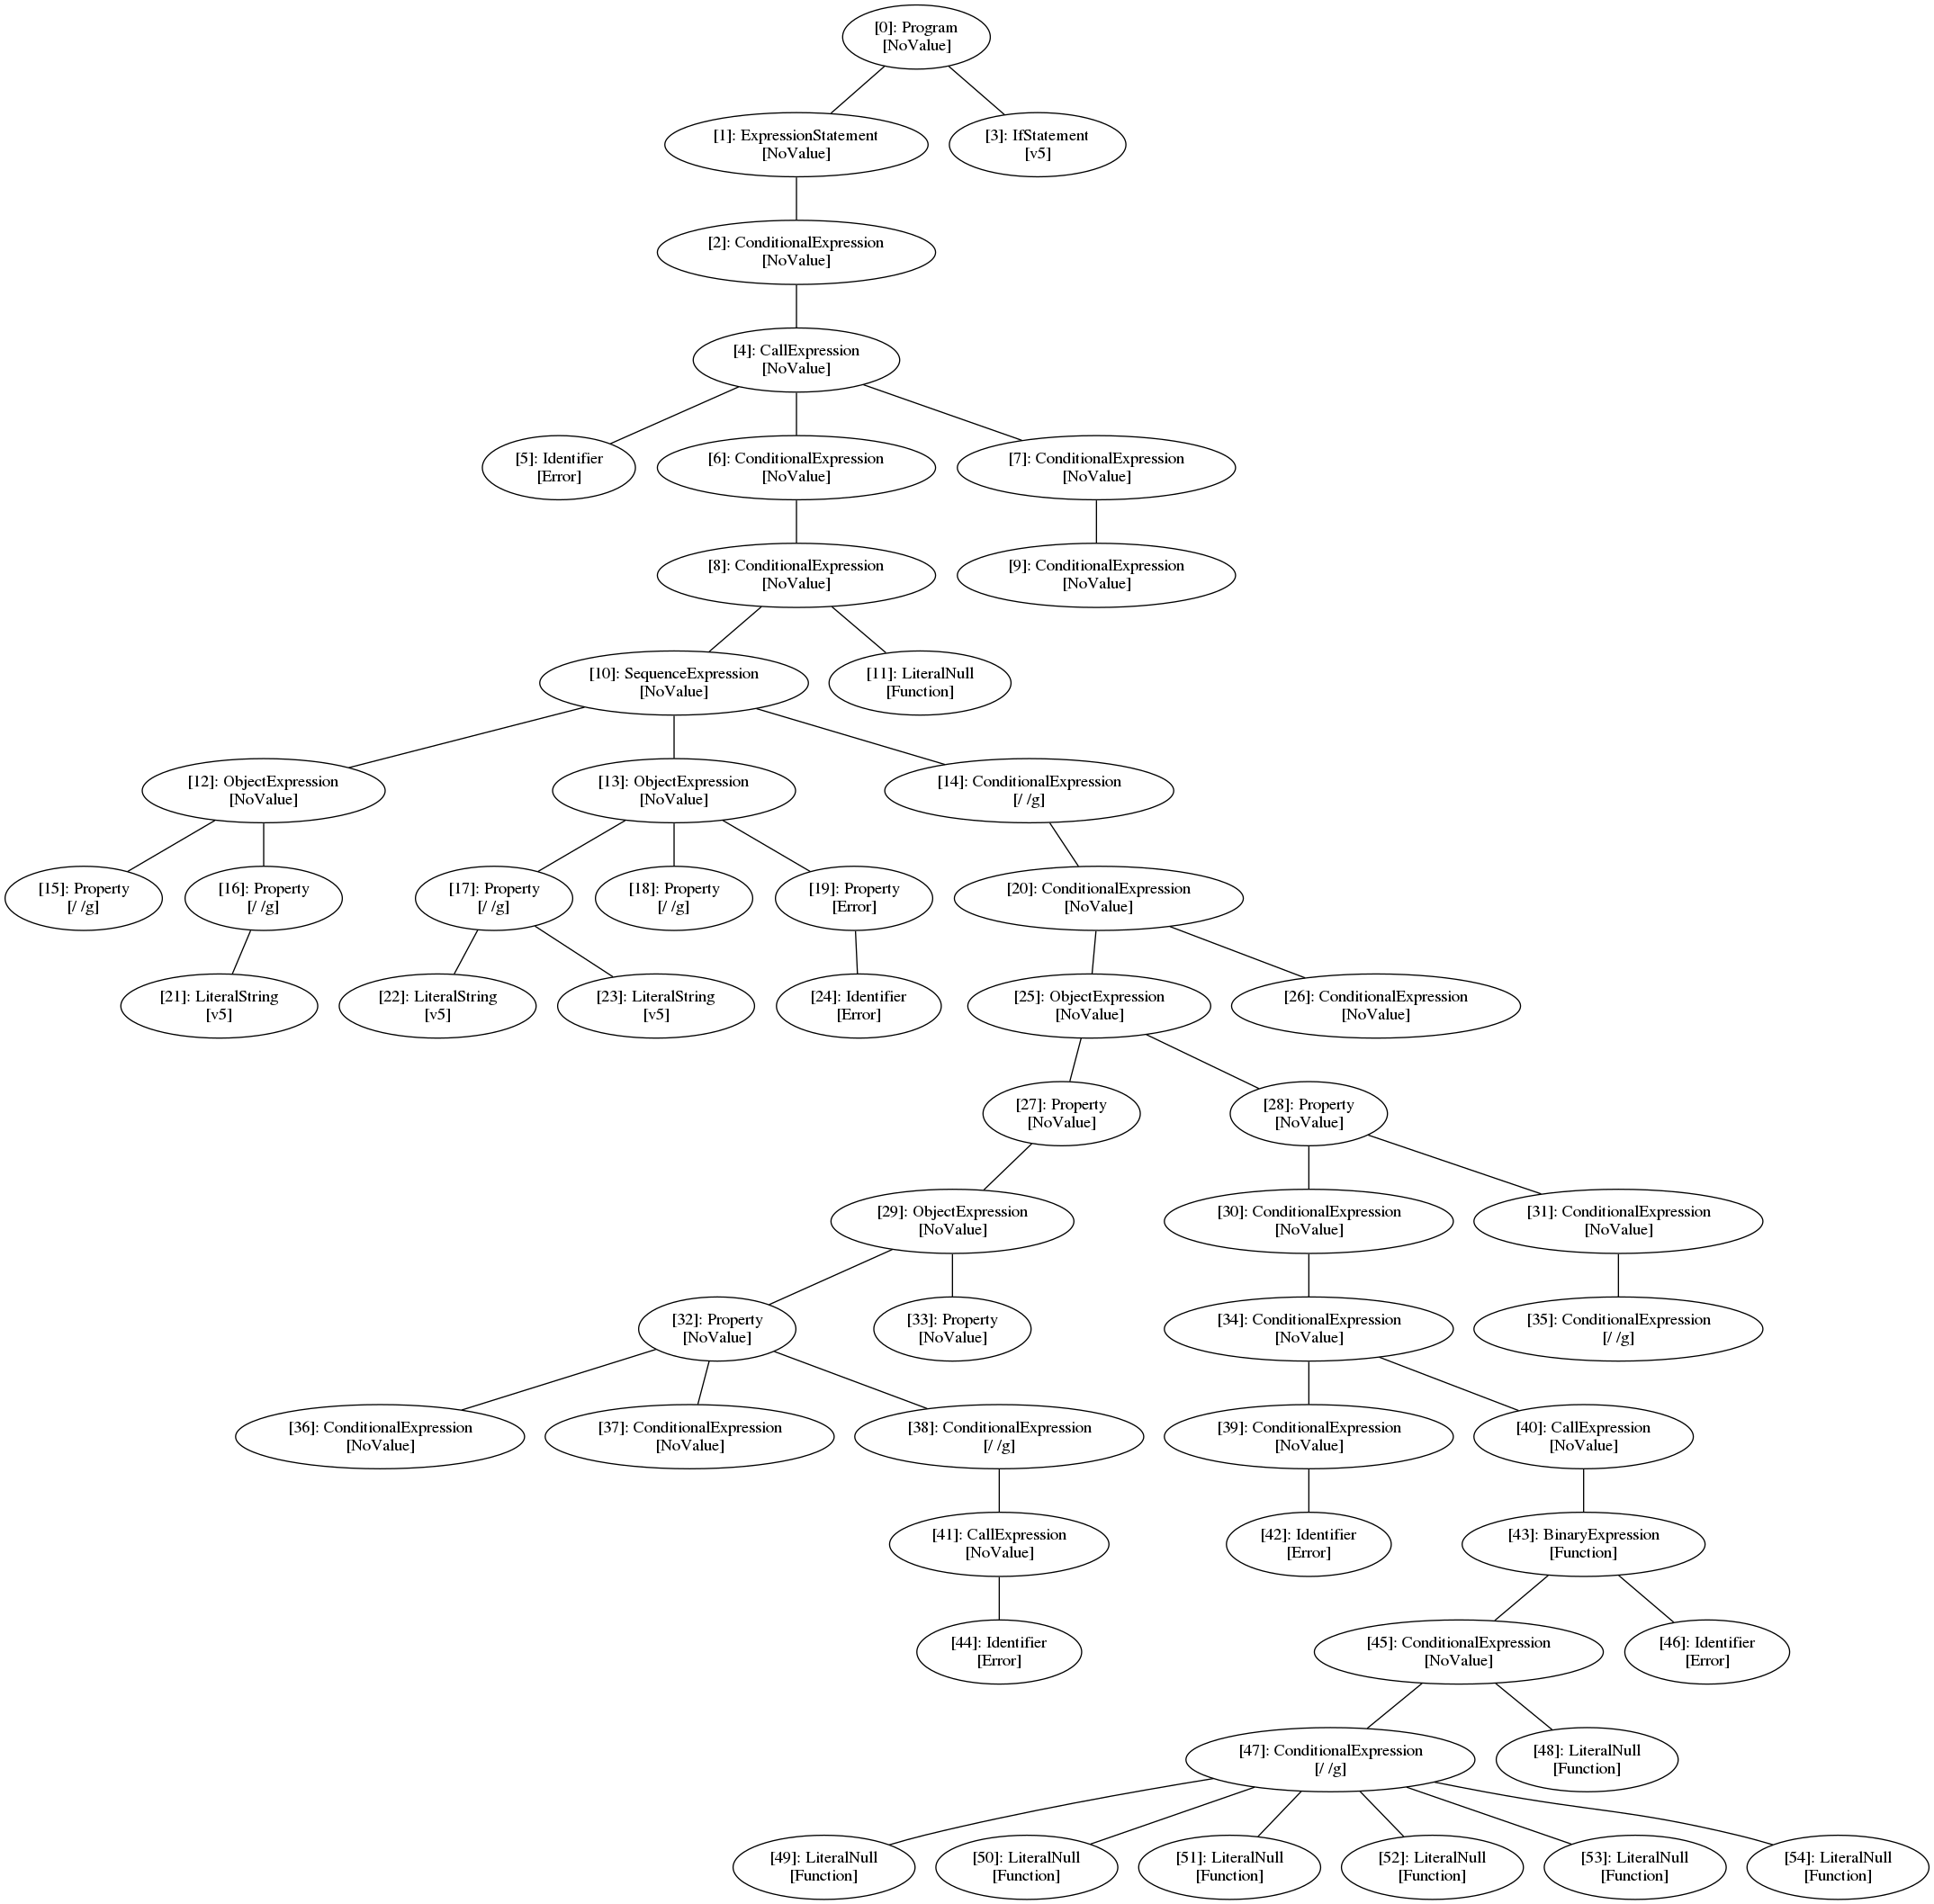 [0]: Program
[NoValue]
[1]: ExpressionStatement
[NoValue]
[3]: IfStatement
[v5]
[2]: ConditionalExpression
[NoValue]
[4]: CallExpression
[NoValue]
[5]: Identifier
[Error]
[6]: ConditionalExpression
[NoValue]
[7]: ConditionalExpression
[NoValue]
[8]: ConditionalExpression
[NoValue]
[9]: ConditionalExpression
[NoValue]
[10]: SequenceExpression
[NoValue]
[11]: LiteralNull
[Function]
[12]: ObjectExpression
[NoValue]
[13]: ObjectExpression
[NoValue]
[14]: ConditionalExpression
[/ /g]
[15]: Property
[/ /g]
[16]: Property
[/ /g]
[17]: Property
[/ /g]
[18]: Property
[/ /g]
[19]: Property
[Error]
[20]: ConditionalExpression
[NoValue]
[21]: LiteralString
[v5]
[22]: LiteralString
[v5]
[23]: LiteralString
[v5]
[24]: Identifier
[Error]
[25]: ObjectExpression
[NoValue]
[26]: ConditionalExpression
[NoValue]
[27]: Property
[NoValue]
[28]: Property
[NoValue]
[29]: ObjectExpression
[NoValue]
[30]: ConditionalExpression
[NoValue]
[31]: ConditionalExpression
[NoValue]
[32]: Property
[NoValue]
[33]: Property
[NoValue]
[34]: ConditionalExpression
[NoValue]
[35]: ConditionalExpression
[/ /g]
[36]: ConditionalExpression
[NoValue]
[37]: ConditionalExpression
[NoValue]
[38]: ConditionalExpression
[/ /g]
[39]: ConditionalExpression
[NoValue]
[40]: CallExpression
[NoValue]
[41]: CallExpression
[NoValue]
[42]: Identifier
[Error]
[43]: BinaryExpression
[Function]
[44]: Identifier
[Error]
[45]: ConditionalExpression
[NoValue]
[46]: Identifier
[Error]
[47]: ConditionalExpression
[/ /g]
[48]: LiteralNull
[Function]
[49]: LiteralNull
[Function]
[50]: LiteralNull
[Function]
[51]: LiteralNull
[Function]
[52]: LiteralNull
[Function]
[53]: LiteralNull
[Function]
[54]: LiteralNull
[Function]